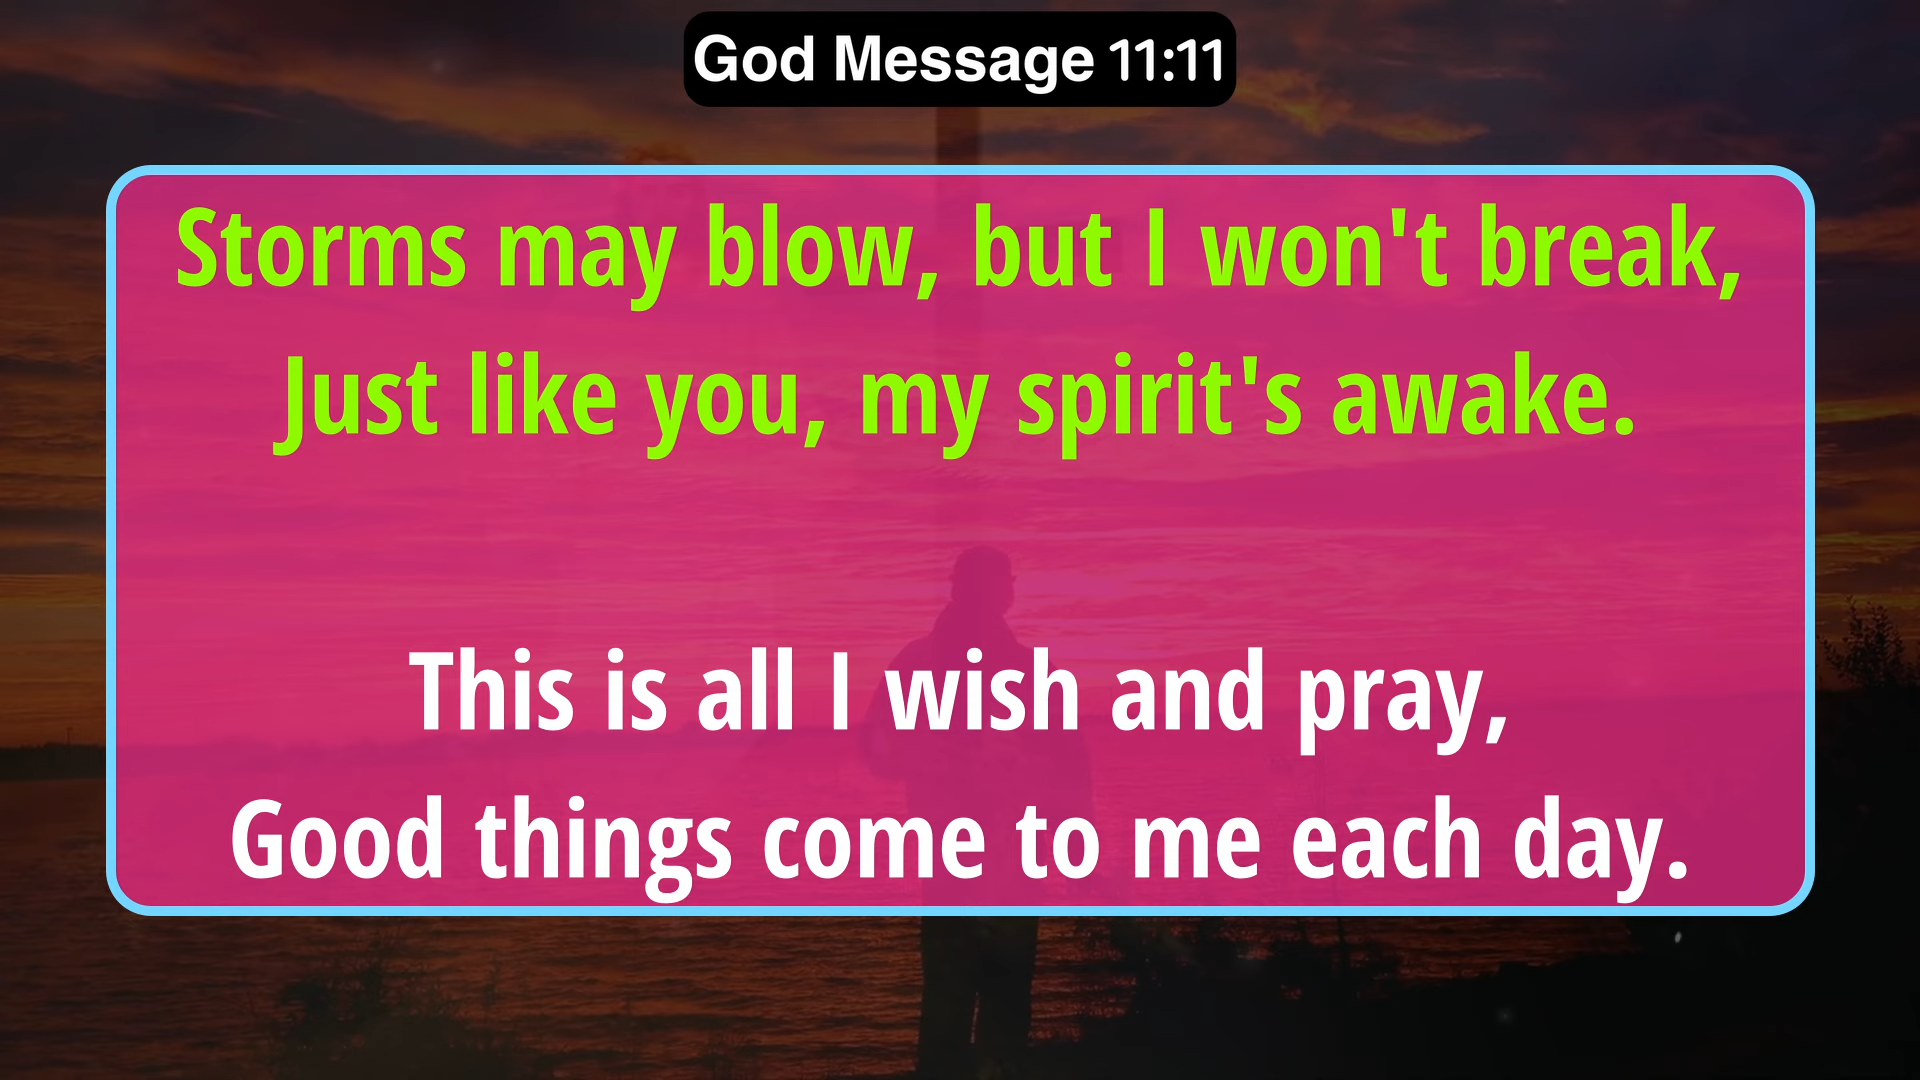 God Message 11:11
Storms may blow, but I won't break,
Just like you, my spirit's awake.
This is all I wish and pray,
Good things come to me each day.